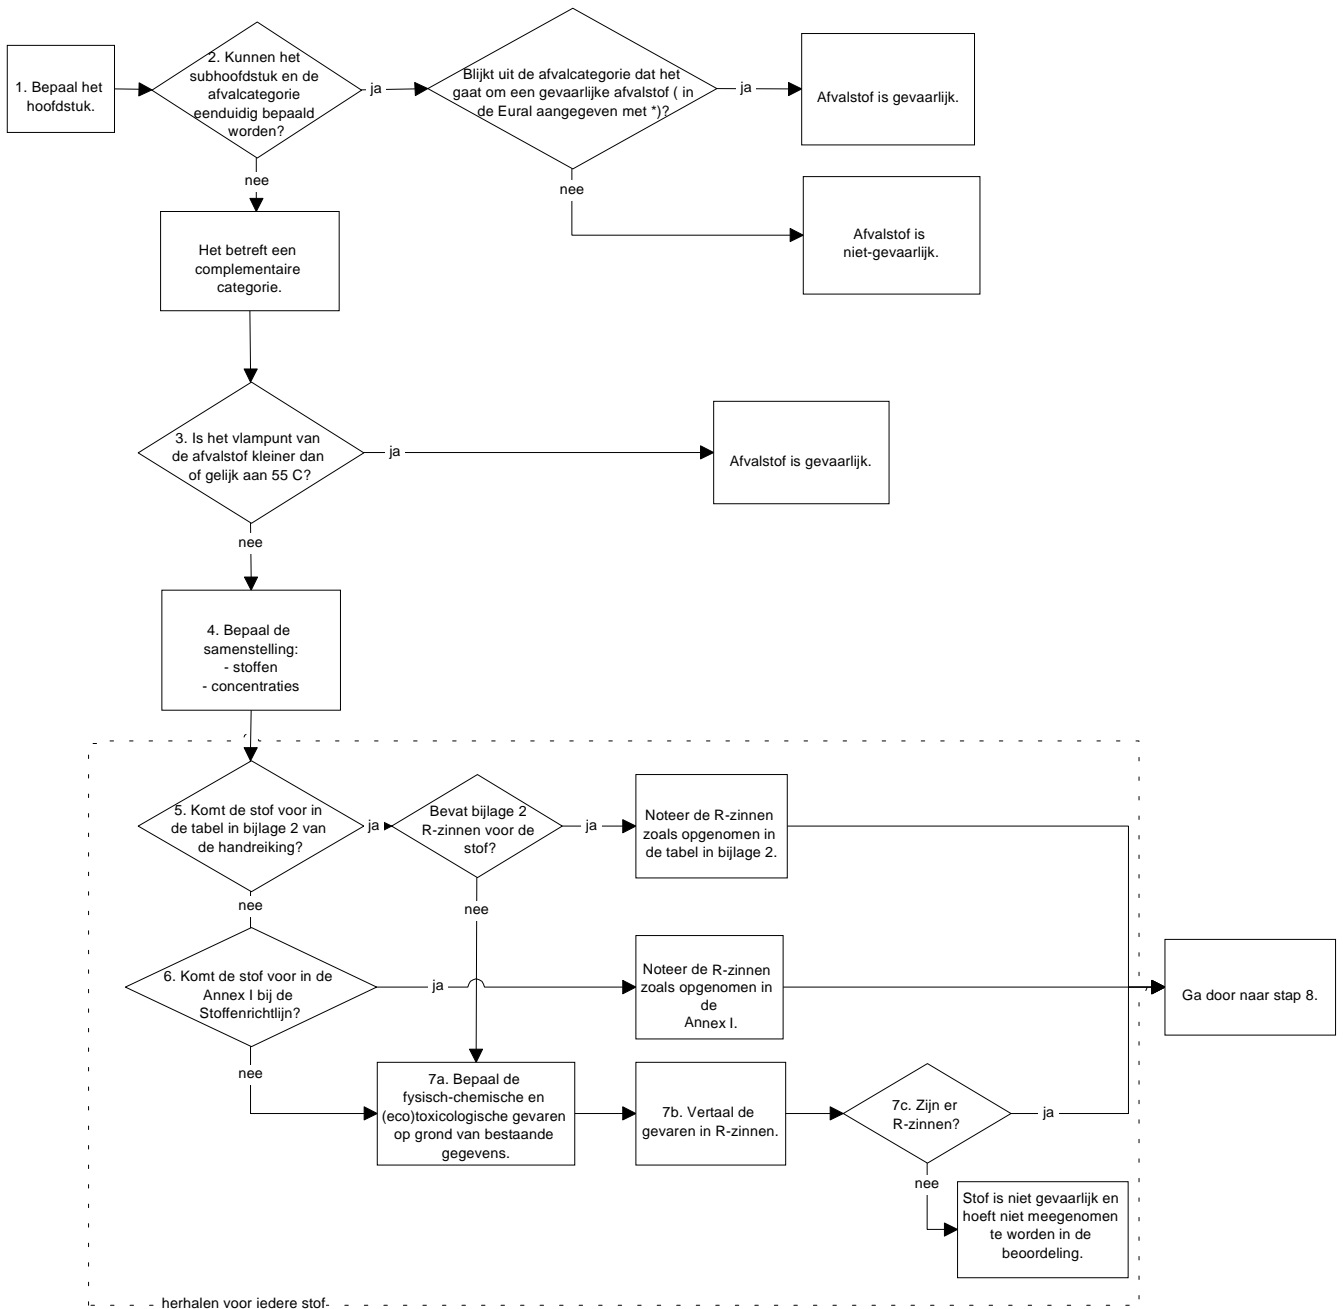 1. Bepaal het
hoofdstuk.
2. Kunnen het
subhoofdstuk en de
afvalcategorie
eenduidig bepaald
worden?
ja
Blijkt uit de afvalcategorie dat het
gaat om een gevaarlijke afvalstof ( in
de Eural aangegeven met *)?
ja
Afvalstof is gevaarlijk.
nee
nee
Afvalstof is
niet-gevaarlijk.
Het betreft een
complementaire
categorie.
3. Is het vlampunt van
de afvalstof kleiner dan
of gelijk aan 55 C?
ja
Afvalstof is gevaarlijk.
nee
4. Bepaal de
samenstelling:
- stoffen
- concentraties
5. Komt de stof voor in
de tabel in bijlage 2 van
de handreiking?
ja
Bevat bijlage 2
R-zinnen voor de
stof?
ja
Noteer de R-zinnen
zoals opgenomen in
de tabel in bijlage 2.
nee
nee
6. Komt de stof voor in de
Annex I bij de
Stoffenrichtlijn?
ja
Noteer de R-zinnen
zoals opgenomen in
de
Annex I.
Ga door naar stap 8.
nee
7a. Bepaal de
fysisch-chemische en
(eco)toxicologische gevaren
op grond van bestaande
gegevens.
7b. Vertaal de
gevaren in R-zinnen.
7c. Zijn er
R-zinnen?
ja
nee
Stof is niet gevaarlijk en
hoeft niet meegenomen
te worden in de
beoordeling.
herhalen voor iedere stof